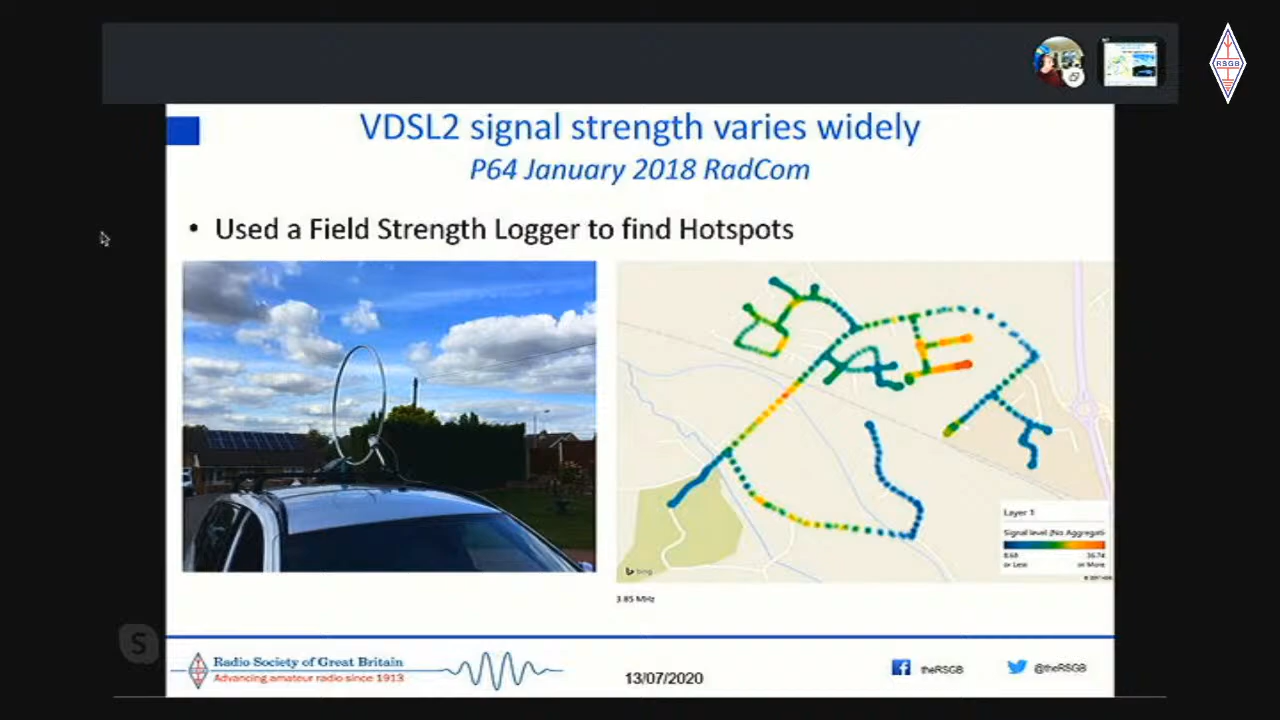 RSGB
VDSL2 signal strength varies widely
P64 January 2018 RadCom
• Used a Field Strength Logger to find Hotspots
Layer 1
Signal level (No Aggregati
8.68
36.74
or Less
or More
bing
3.85 MHz
S
Radio Society of Great Britain
Advancing amateur radio since 1913
13/07/2020
theRSGB
@theRSGB